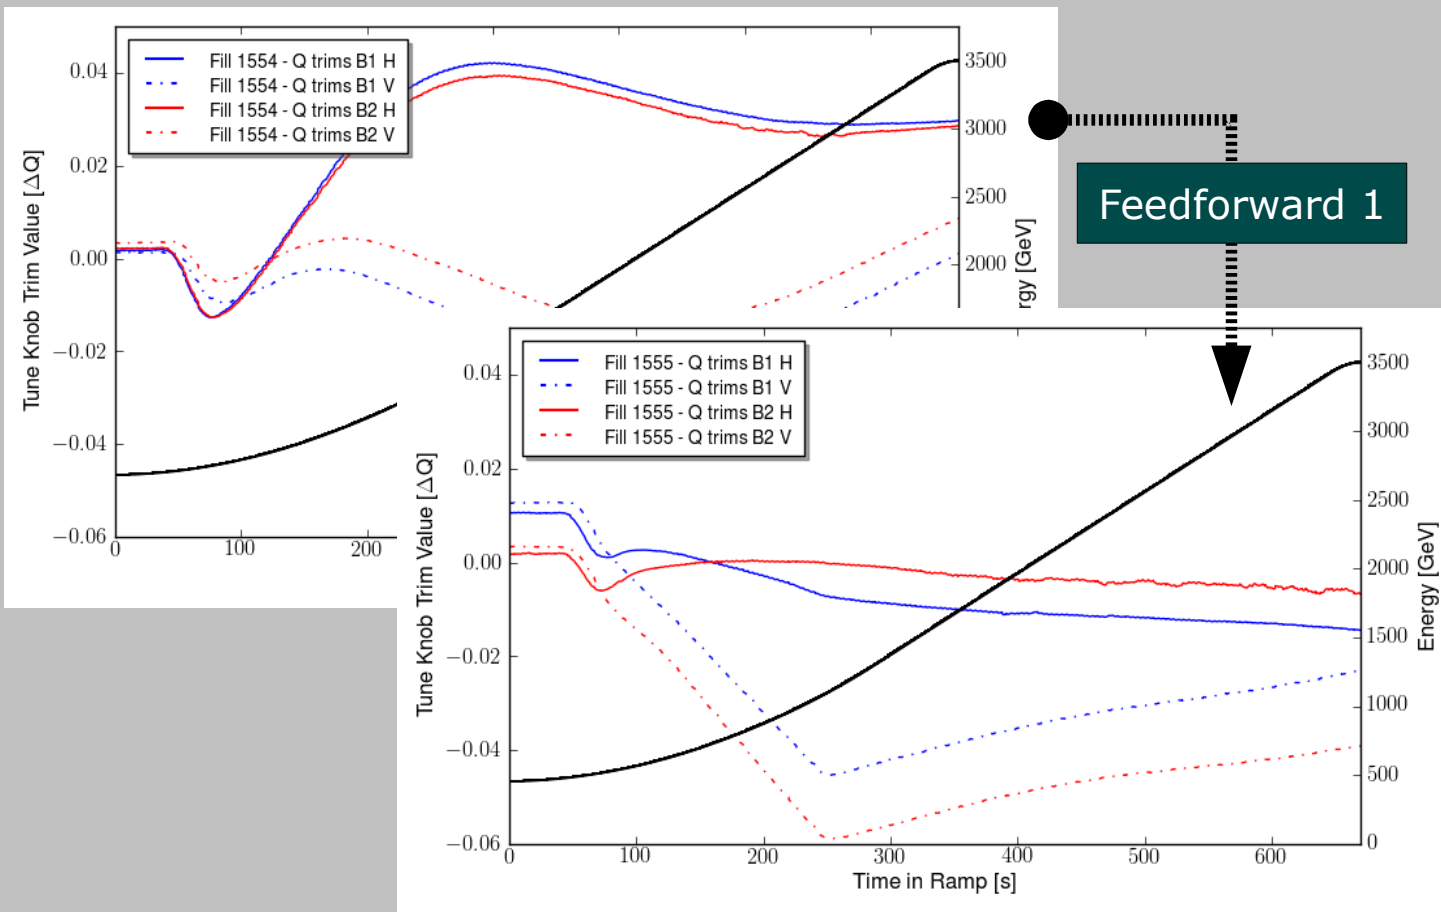 Fill 1554 - Q trims B1 H
Fill 1554 - Q trims B1 V
Fill 1554 - Q trims B2 H
Fill 1554 - Q trims B2 V
Tune Knob Trim Value [△Q]
0.04
0.02
0.00
−0.02
−0.04
−0.06
0
100
200
3500
3000
2500
2000
rgy [GeV]
Feedforward 1
Fill 1555 - Q trims B1 H
Fill 1555 - Q trims B1 V
Fill 1555 - Q trims B2 H
Fill 1555 - Q trims B2 V
Tune Knob Trim Value [△Q]
0.04
0.02
0.00
−0.02
−0.04
−0.06
0
100
200
300
400
500
600
Time in Ramp [s]
3500
3000
2500
2000
1500
1000
500
0
Energy [GeV]